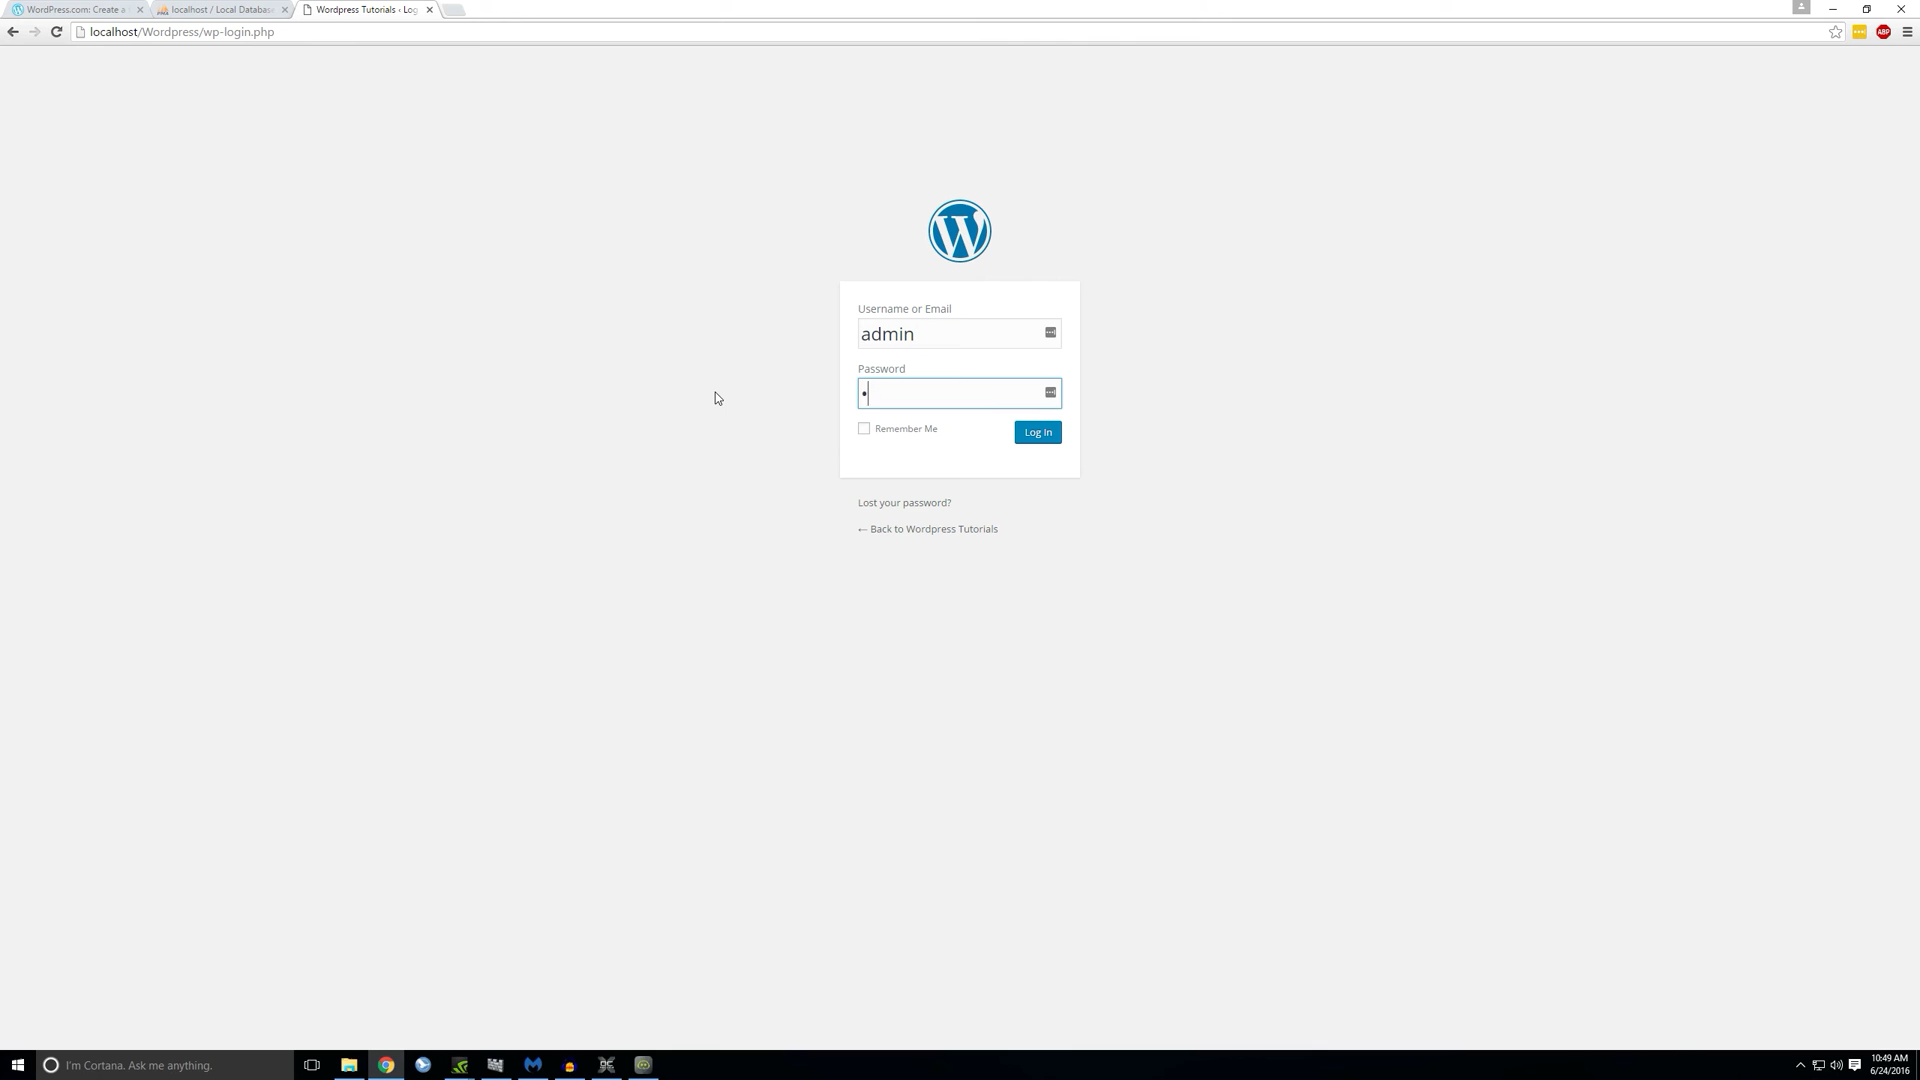 WordPress.com: Create a
localhost / Local Databas
Wordpress Tutorials ‹ Log
localhost/Wordpress/wp-login.php
ABP
Username or Email
admin
Password
•
Remember Me
Log In
Lost your password?
← Back to Wordpress Tutorials
I'm Cortana. Ask me anything.
10:49 AM
6/24/2016